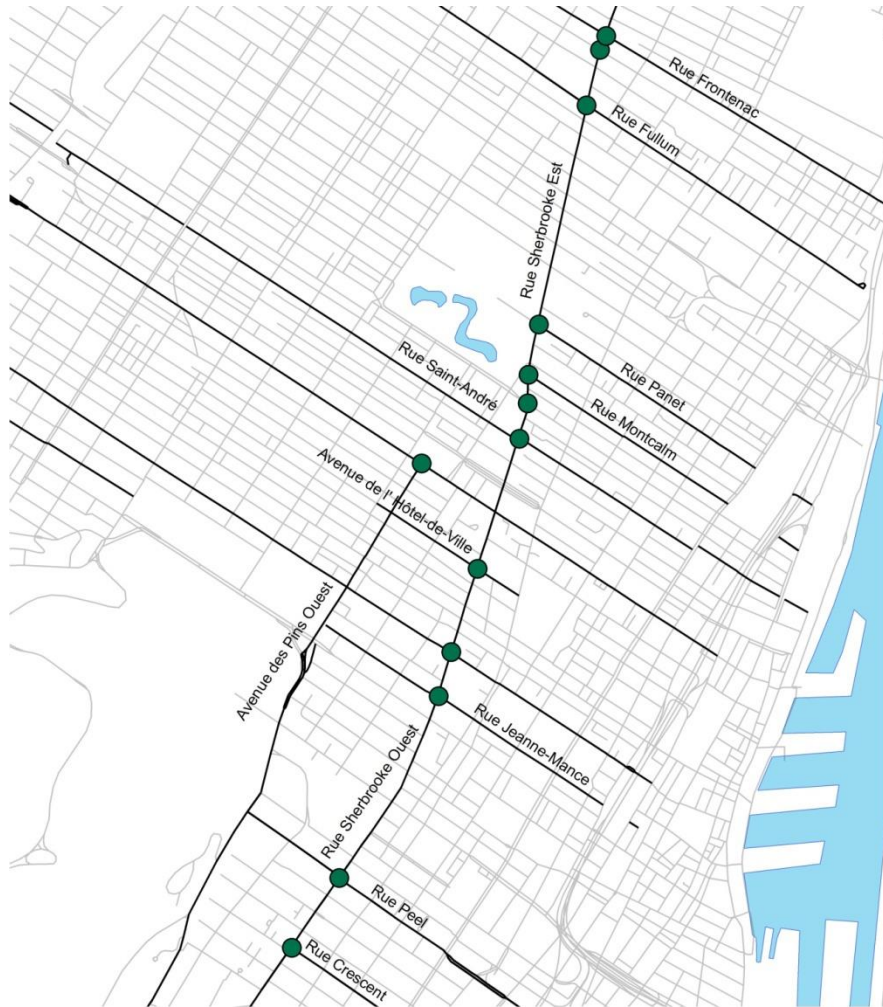 Rue Frontenac
Rue Fullum
Rue Sherbrooke Est
Rue Panet
Rue Saint-André
Rue Montcalm
Avenue de l' Hôtel-de-Ville
Avenue des Pins Ouest
Rue Jeanne-Mance
Rue Sherbrooke Ouest
Rue Peel
Rue Crescent